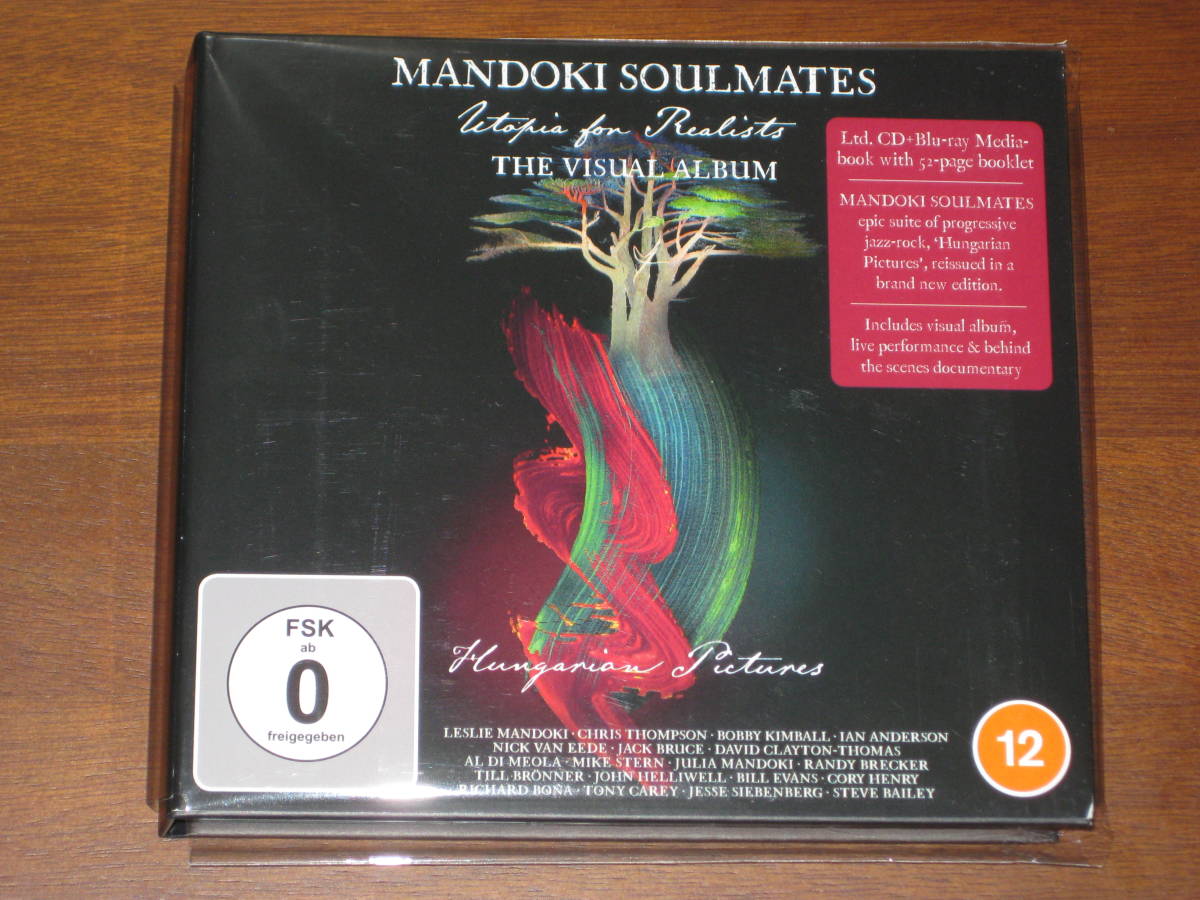 MANDOKI SOULMATES
Utopia for Realists
THE VISUAL ALBUM
Ltd. CD+Blu-ray Media-
book with 52-page booklet
MANDOKI SOULMATES
epic suite of progressive
jazz-rock, ‘Hungarian
Pictures’, reissued in a
brand new edition.
Includes visual album,
live performance & behind
the scenes documentary
Hungarian Pictures
FSK
ab
0
freigegeben
LESLIE MANDOKI · CHRIS THOMPSON · BOBBY KIMBALL · IAN ANDERSON
NICK VAN EEDE · JACK BRUCE · DAVID CLAYTON-THOMAS
AL DI MEOLA · MIKE STERN · JULIA MANDOKI · RANDY BRECKER
TILL BRÖNNER · JOHN HELLIWELL · BILL EVANS · CORY HENRY
RICHARD BONA · TONY CAREY · JESSE SIEBENBERG · STEVE BAILEY
12